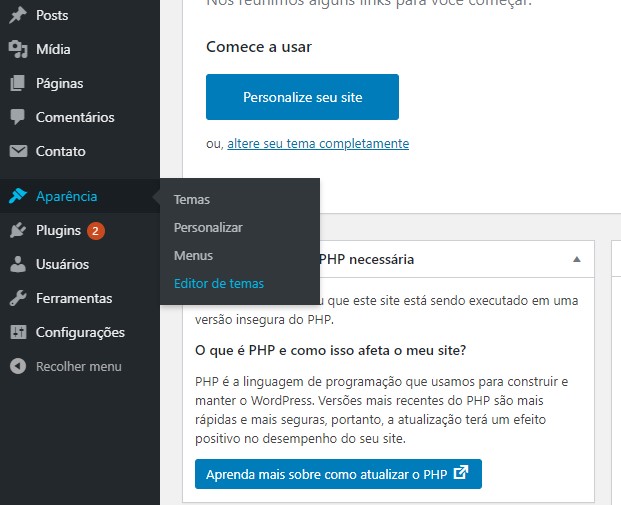 Posts
Mídia
Páginas
Comentários
Contato
Aparência
Plugins 2
Usuários
Ferramentas
Configurações
Recolher menu
Temas
Personalizar
Menus
Editor de temas
Nos reunimos alguns links para você começar:
Comece a usar
Personalize seu site
ou, altere seu tema completamente
PHP necessária
u que este site está sendo executado em uma
versão insegura do PHP.
O que é PHP e como isso afeta o meu site?
PHP é a linguagem de programação que usamos para construir e
manter o WordPress. Versões mais recentes do PHP são mais
rápidas e mais seguras, portanto, a atualização terá um efeito
positivo no desempenho do seu site.
Aprenda mais sobre como atualizar o PHP